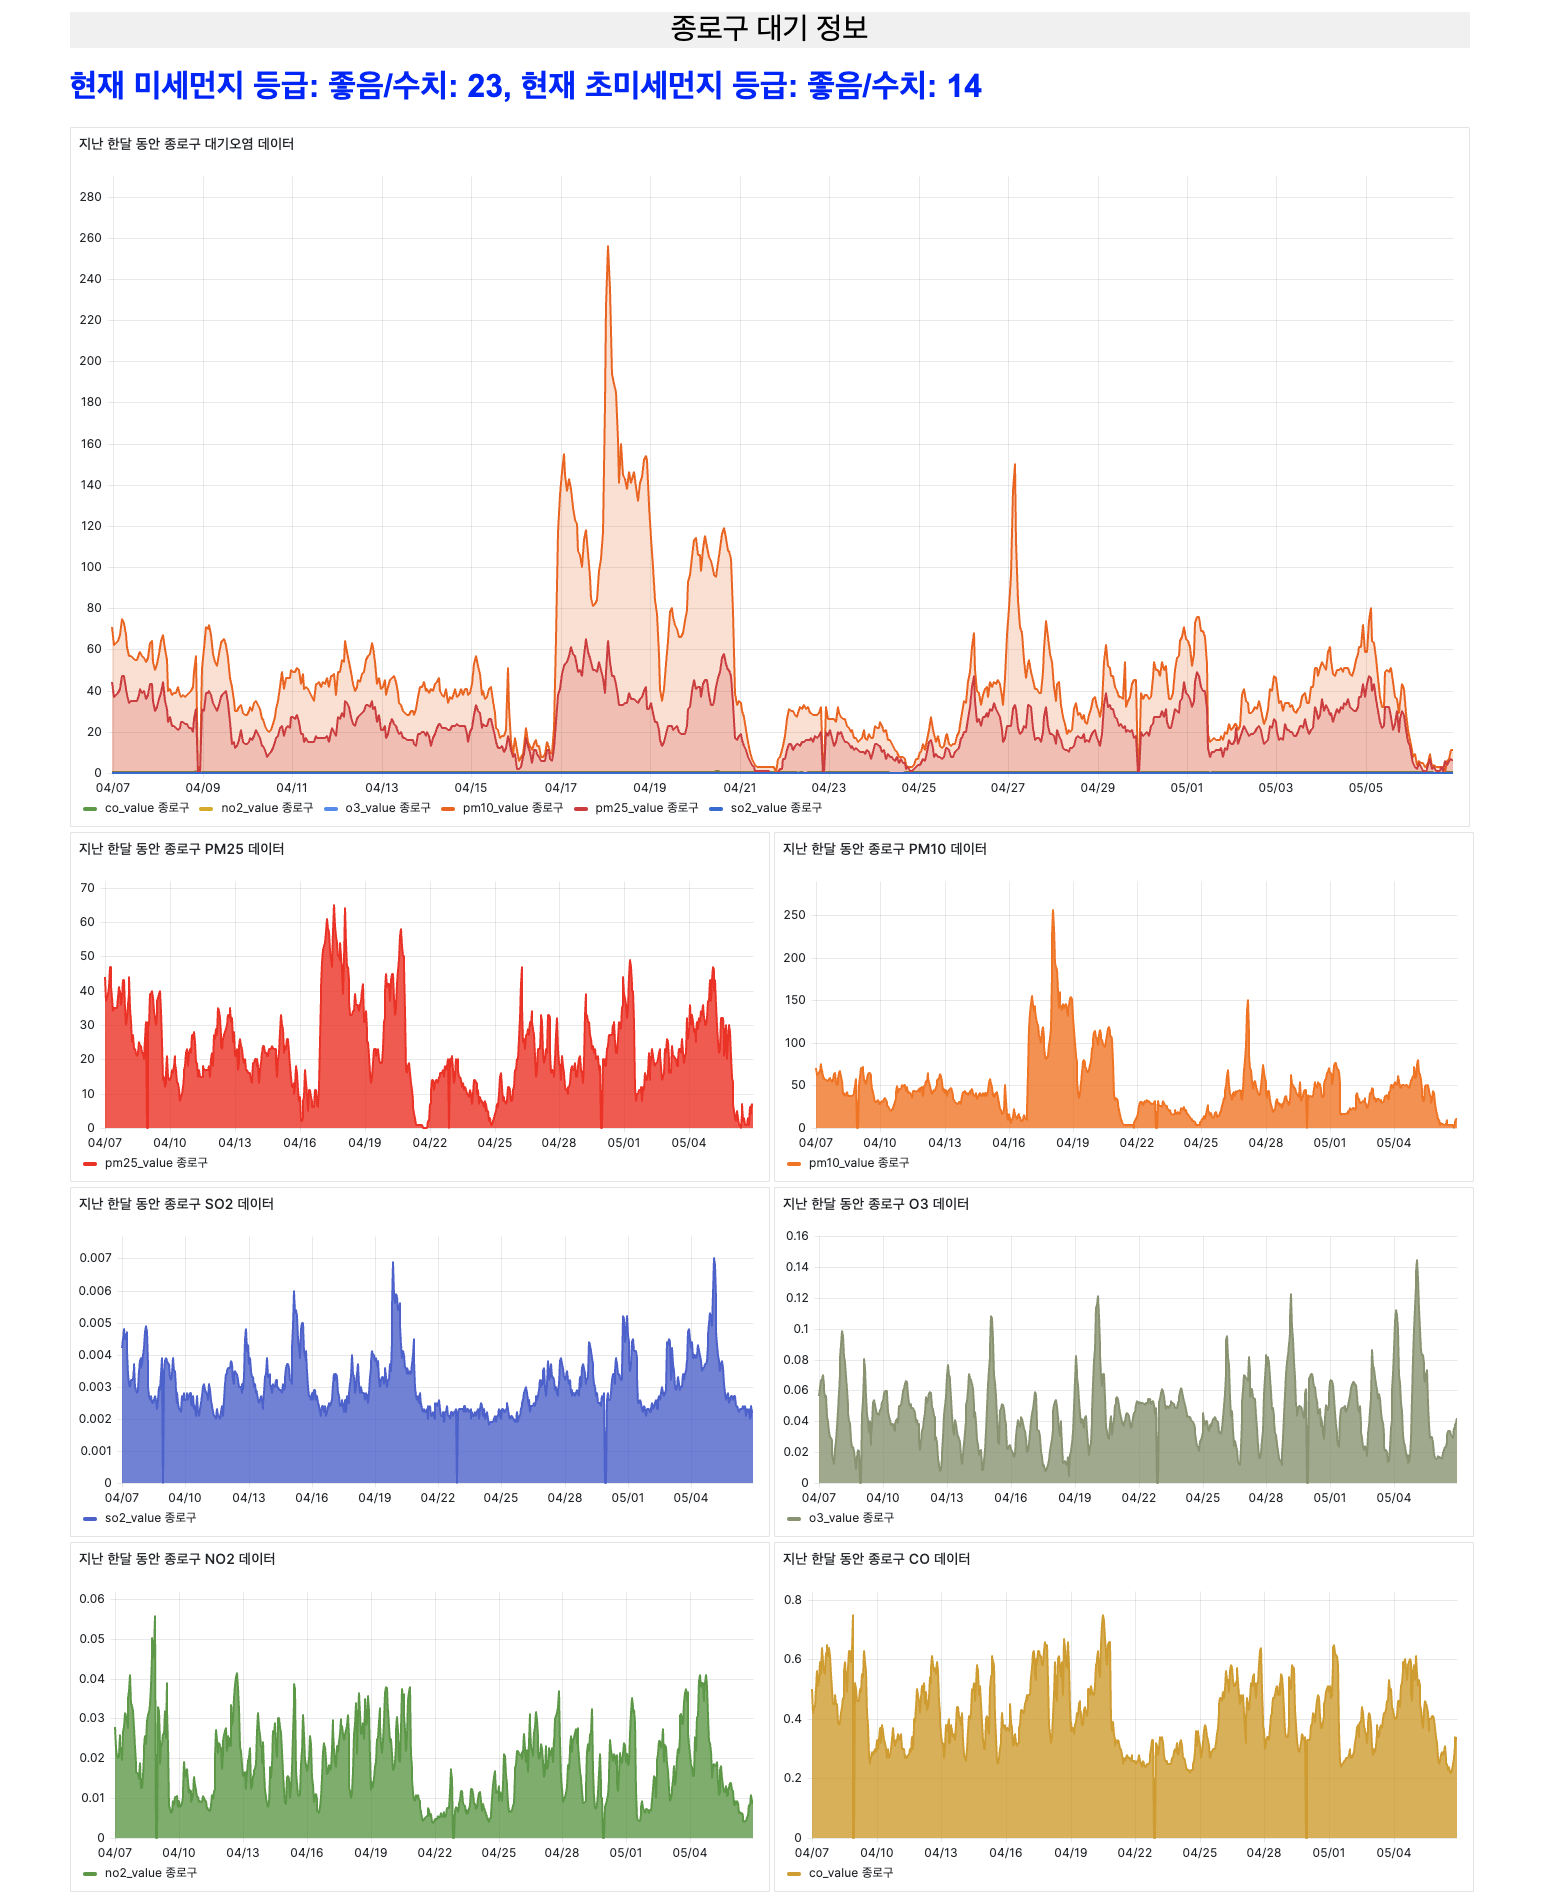 종로구 대기 정보
현재 미세먼지 등급: 좋음/수치: 23, 현재 초미세먼지 등급: 좋음/수치: 14
지난 한달 동안 종로구 대기오염 데이터
280
260
240
220
200
180
160
140
120
100
80
60
40
20
0
04/07 04/09 04/11 04/13 04/15 04/17 04/19 04/21 04/23 04/25 04/27 04/29 05/01 05/03 05/05
co_value 종로구 no2_value 종로구 o3_value 종로구 pm10_value 종로구 pm25_value 종로구 so2_value 종로구
지난 한달 동안 종로구 PM25 데이터
70
60
50
40
30
20
10
0
04/07 04/10 04/13 04/16 04/19 04/22 04/25 04/28 05/01 05/04
pm25_value 종로구
지난 한달 동안 종로구 PM10 데이터
250
200
150
100
50
0
04/07 04/10 04/13 04/16 04/19 04/22 04/25 04/28 05/01 05/04
pm10_value 종로구
지난 한달 동안 종로구 SO2 데이터
0.007
0.006
0.005
0.004
0.003
0.002
0.001
0
04/07 04/10 04/13 04/16 04/19 04/22 04/25 04/28 05/01 05/04
so2_value 종로구
지난 한달 동안 종로구 O3 데이터
0.16
0.14
0.12
0.1
0.08
0.06
0.04
0.02
0
04/07 04/10 04/13 04/16 04/19 04/22 04/25 04/28 05/01 05/04
o3_value 종로구
지난 한달 동안 종로구 NO2 데이터
0.06
0.05
0.04
0.03
0.02
0.01
0
04/07 04/10 04/13 04/16 04/19 04/22 04/25 04/28 05/01 05/04
no2_value 종로구
지난 한달 동안 종로구 CO 데이터
0.8
0.6
0.4
0.2
0
04/07 04/10 04/13 04/16 04/19 04/22 04/25 04/28 05/01 05/04
co_value 종로구